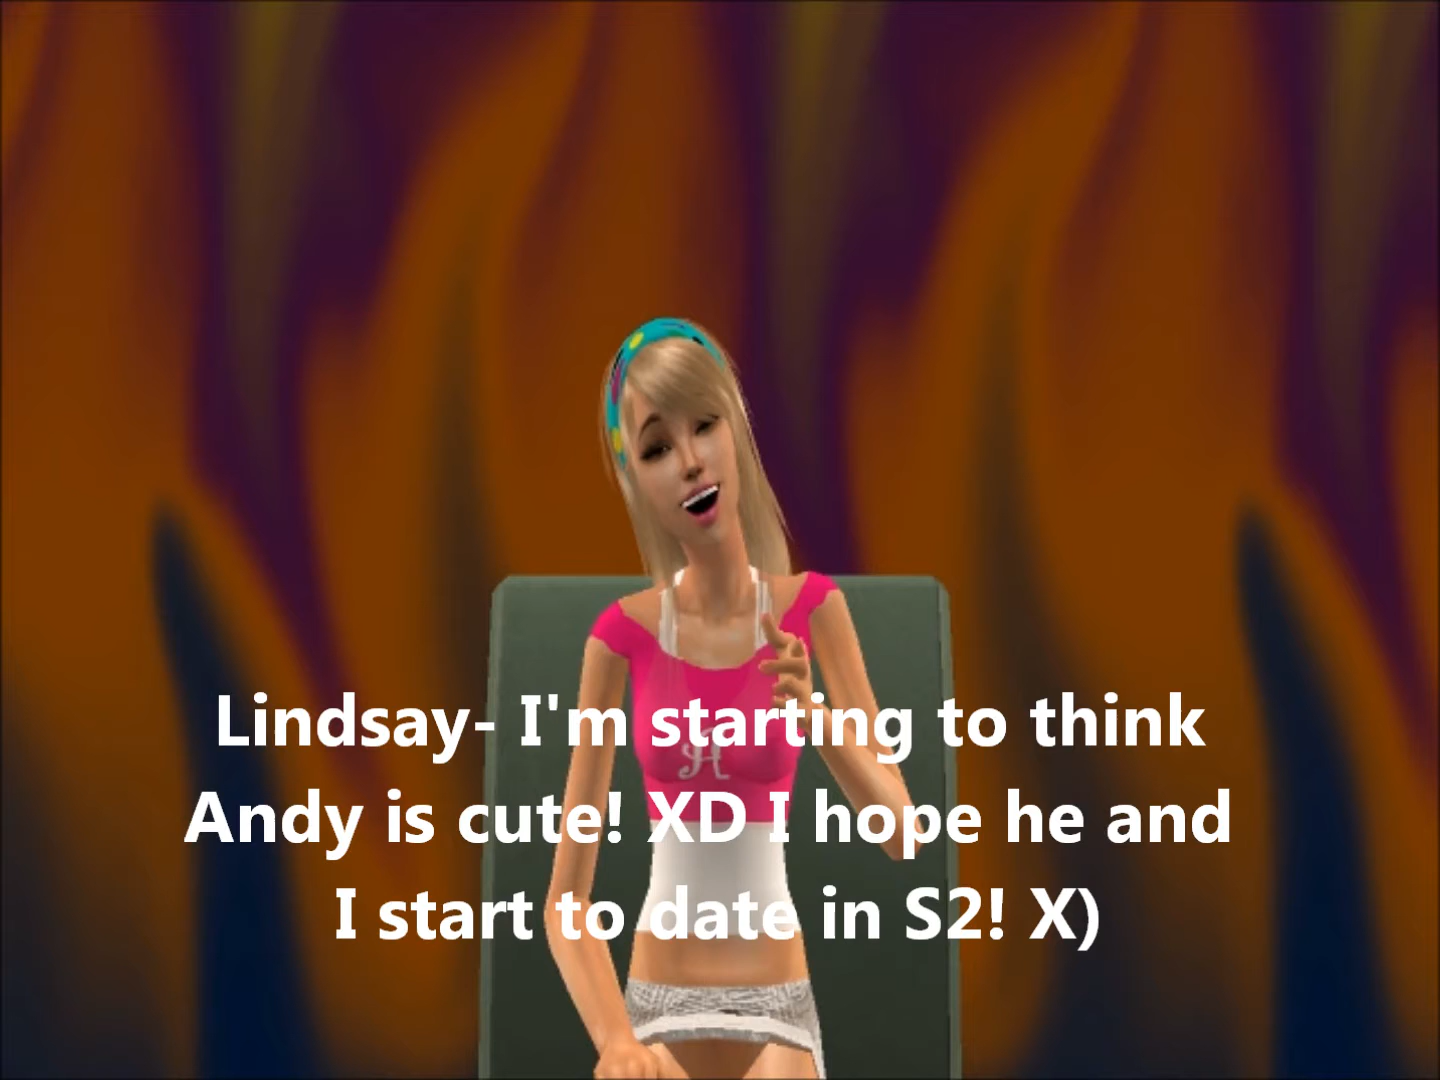 Lindsay- I'm starting to think
Andy is cute! XD I hope he and
I start to date in S2! X)
A